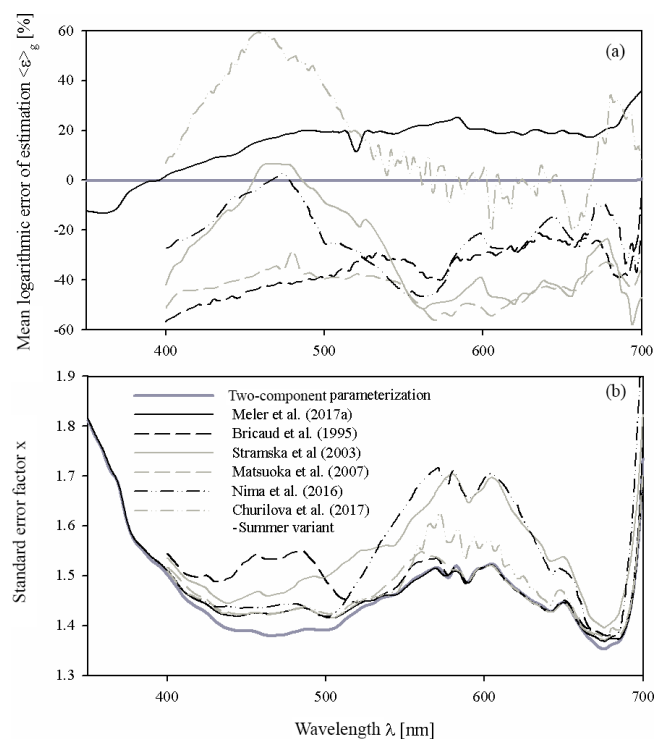 Mean logarithmic error of estimation <ε>g [%]
(a)
60
40
20
0
-20
-40
-60
400
500
600
700
Standard error factor x
(b)
1.9
1.8
1.7
1.6
1.5
1.4
1.3
Two-component parameterization
Meler et al. (2017a)
Bricaud et al. (1995)
Stramska et al (2003)
Matsuoka et al. (2007)
Nima et al. (2016)
Churilova et al. (2017)
-Summer variant
400
500
600
700
Wavelength λ [nm]